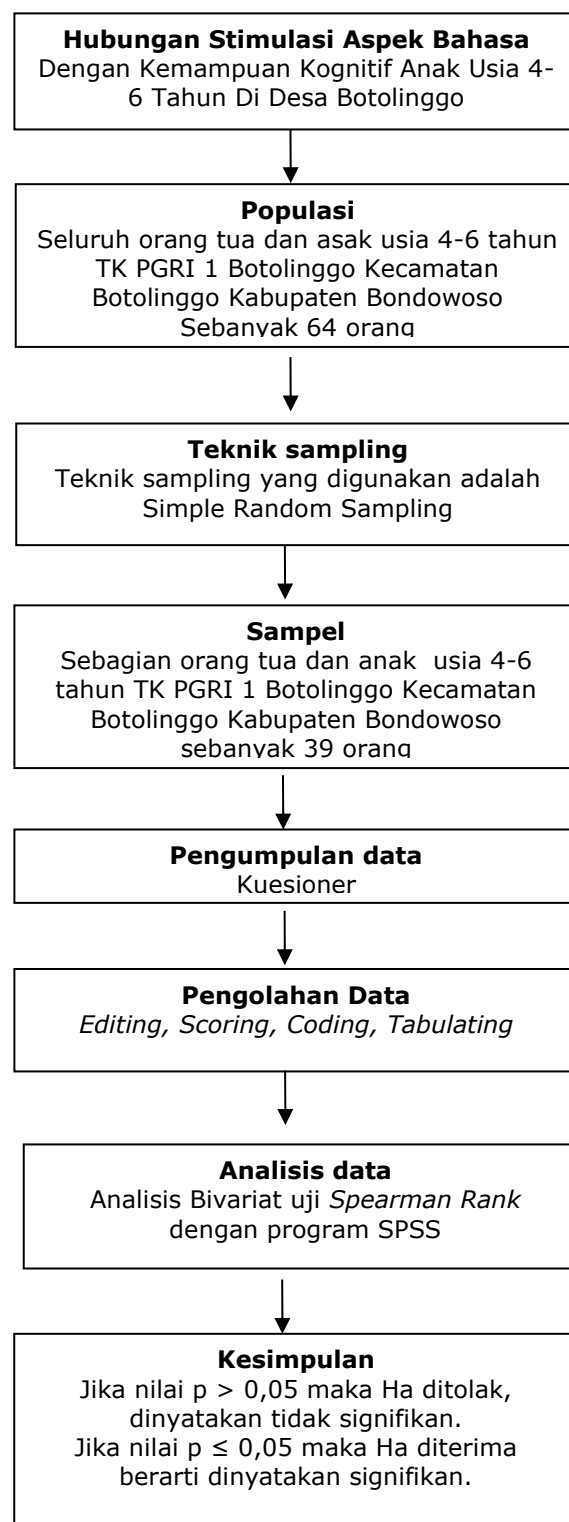 Hubungan Stimulasi Aspek Bahasa
Dengan Kemampuan Kognitif Anak Usia 4-
6 Tahun Di Desa Botolinggo
Populasi
Seluruh orang tua dan asak usia 4-6 tahun
TK PGRI 1 Botolinggo Kecamatan
Botolinggo Kabupaten Bondowoso
Sebanyak 64 orang
Teknik sampling
Teknik sampling yang digunakan adalah
Simple Random Sampling
Sampel
Sebagian orang tua dan anak usia 4-6
tahun TK PGRI 1 Botolinggo Kecamatan
Botolinggo Kabupaten Bondowoso
sebanyak 39 orang
Pengumpulan data
Kuesioner
Pengolahan Data
Editing, Scoring, Coding, Tabulating
Analisis data
Analisis Bivariat uji Spearman Rank
dengan program SPSS
Kesimpulan
Jika nilai p > 0,05 maka Ha ditolak,
dinyatakan tidak signifikan.
Jika nilai p ≤ 0,05 maka Ha diterima
berarti dinyatakan signifikan.